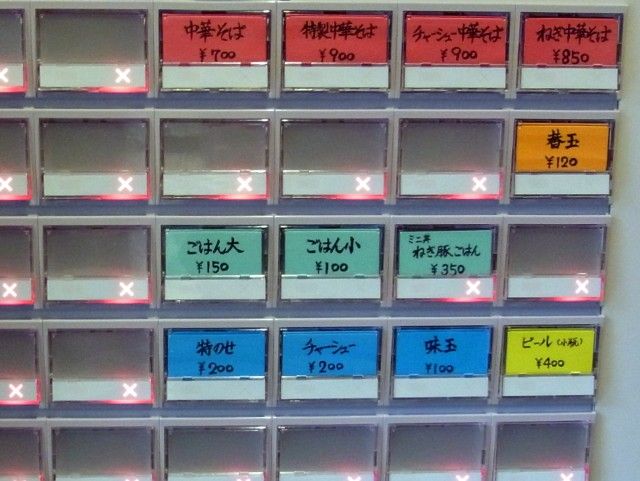 中華そば
¥700
特製中華そば
¥900
チャーシュー中華そば
¥900
ねぎ中華そば
¥850
替玉
¥120
ごはん大
¥150
ごはん小
¥100
ミニ丼
ねぎ豚ごはん
¥350
特のせ
¥200
チャーシュー
¥200
味玉
¥100
ビール(小瓶)
¥400